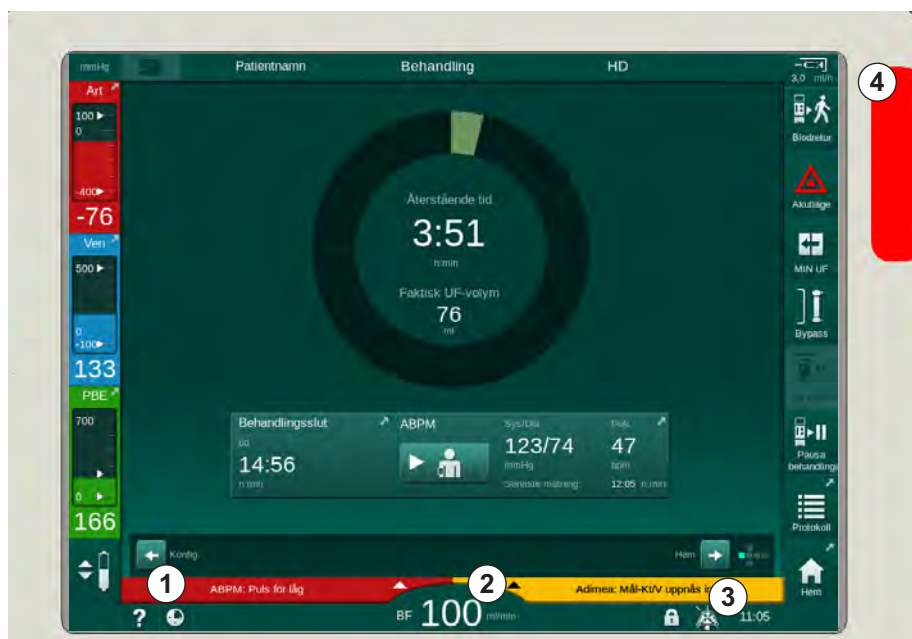 mmHg Patientnamn Behandling HD
3,0 ml/h
Art
100
0
-400
-76
Ven
500
0
-100
133
PBE
700
0
166
Återstående tid
3:51
h:min
Faktisk UF-volym
76
ml
Behandlingsslut
tid
14:56
h:min
ABPM Sys/Dia Puls
123/74 47
mmHg bpm
Senaste mätning: 12:05 h:min
4
Blodretur
Akutläge
MIN UF
Bypass
Pausa
behandling
Protokoll
Hem
Konfig. Hem
1 2 3
ABPM: Puls för låg Adimea: Mål-Kt/V uppnås
? BF 100 ml/min 11:05